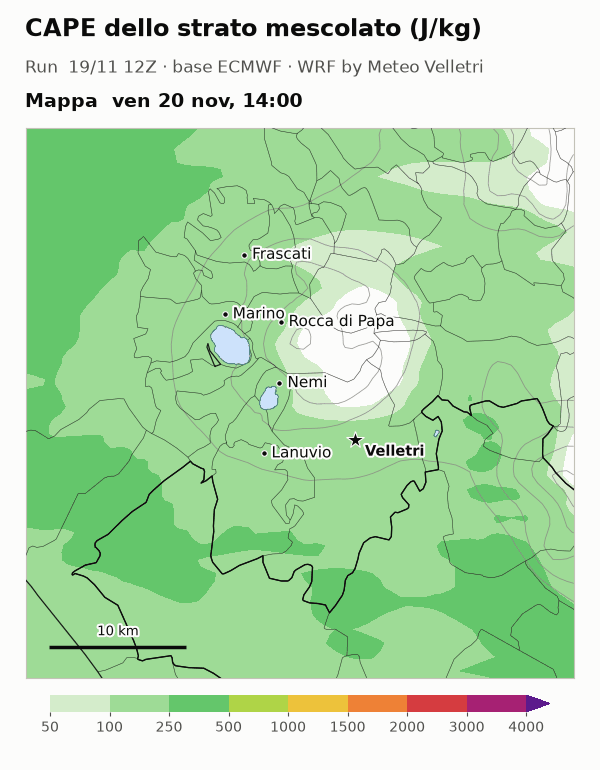 CAPE dello strato mescolato (J/kg)
Run  19/11 12Z · base ECMWF · WRF by Meteo Velletri
Mappa  ven 20 nov, 14:00
Frascati
Marino
Rocca di Papa
Nemi
Velletri
Lanuvio
10 km
50 100 250 500 1000 1500 2000 3000 4000